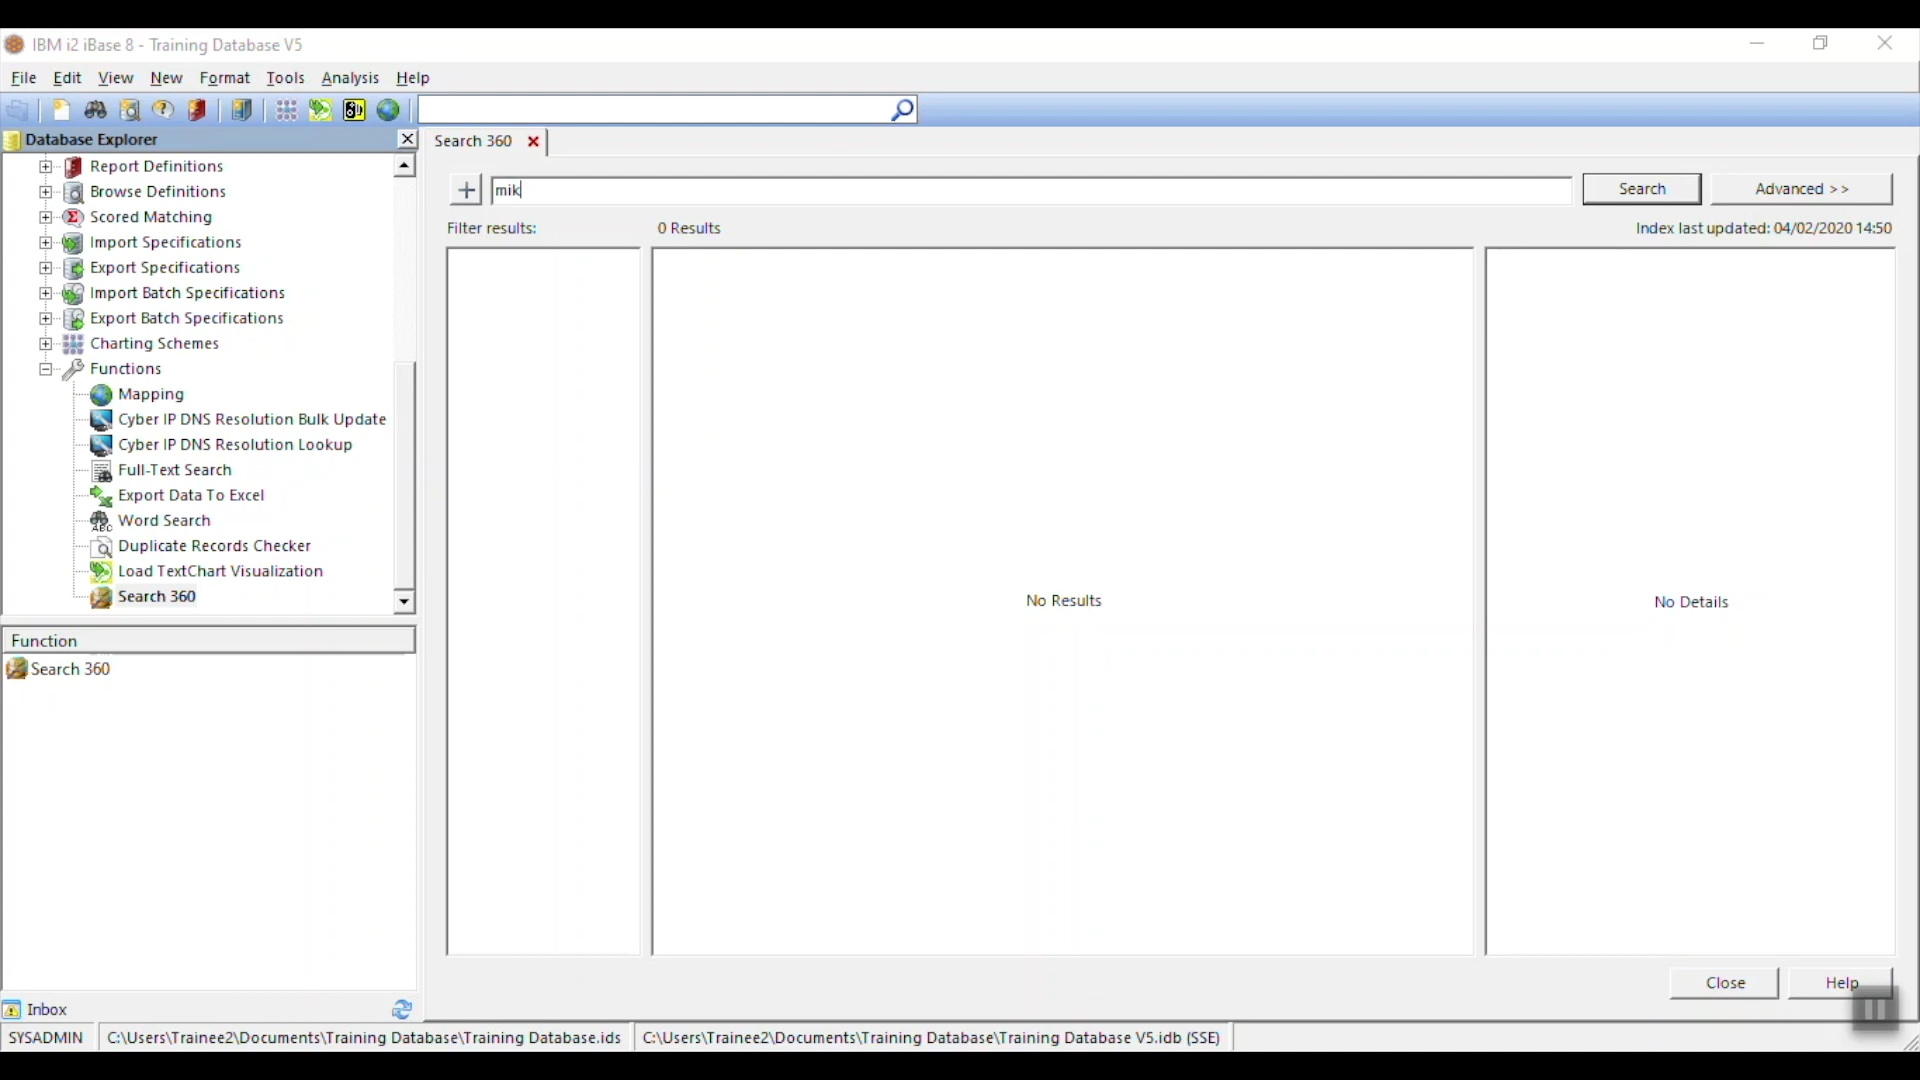 IBM i2 iBase 8 - Training Database V5
File Edit View New Format Tools Analysis Help
Database Explorer
Report Definitions
Browse Definitions
Scored Matching
Import Specifications
Export Specifications
Import Batch Specifications
Export Batch Specifications
Charting Schemes
Functions
Mapping
Cyber IP DNS Resolution Bulk Update
Cyber IP DNS Resolution Lookup
Full-Text Search
Export Data To Excel
Word Search
Duplicate Records Checker
Load TextChart Visualization
Search 360
Function
Search 360
Inbox
Search 360
mik
Search
Advanced >>
Filter results:
0 Results
Index last updated: 04/02/2020 14:50
No Results
No Details
Close
Help
SYSADMIN
C:\Users\Trainee2\Documents\Training Database\Training Database.ids
C:\Users\Trainee2\Documents\Training Database\Training Database V5.idb (SSE)